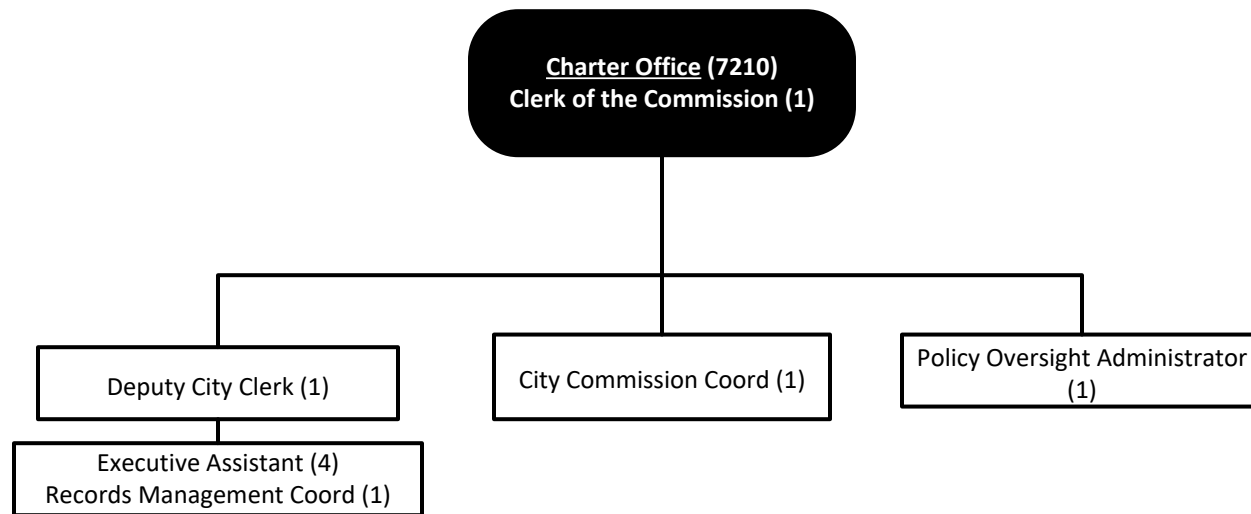 Charter Office (7210)
Clerk of the Commission (1)
Deputy City Clerk (1)
City Commission Coord (1)
Policy Oversight Administrator
(1)
Executive Assistant (4)
Records Management Coord (1)